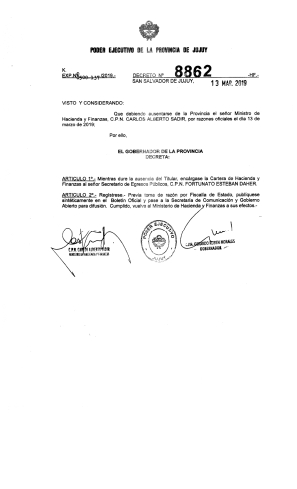 PODER EJECUTIVO DE LA PROVINCIA DE JUJUY
K
EXP.Nº 500-137-2019.- DECRETO Nº 8862 -HF.-
SAN SALVADOR DE JUJUY, 13 MAR. 2019
VISTO Y CONSIDERANDO:
Que debiendo ausentarse de la Provincia el señor Ministro de
Hacienda y Finanzas, C.P.N. CARLOS ALBERTO SADIR, por razones oficiales el día 13 de
marzo de 2019;
Por ello,
EL GOBERNADOR DE LA PROVINCIA
DECRETA:
ARTICULO 1º.- Mientras dure la ausencia del Titular, encárgase la Cartera de Hacienda y
Finanzas al señor Secretario de Egresos Públicos, C.P.N. FORTUNATO ESTEBAN DAHER.
ARTICULO 2º.- Regístrese.- Previa toma de razón por Fiscalía de Estado, publíquese
sintéticamente en el Boletín Oficial y pase a la Secretaría de Comunicación y Gobierno
Abierto para difusión. Cumplido, vuelva al Ministerio de Hacienda y Finanzas a sus efectos.-
C.P.N. CARLOS ALBERTO SADIR
MINISTRO DE HACIENDA Y FINANZAS
PODER EJECUTIVO
JUJUY
GERARDO RUBEN MORALES
GOBERNADOR